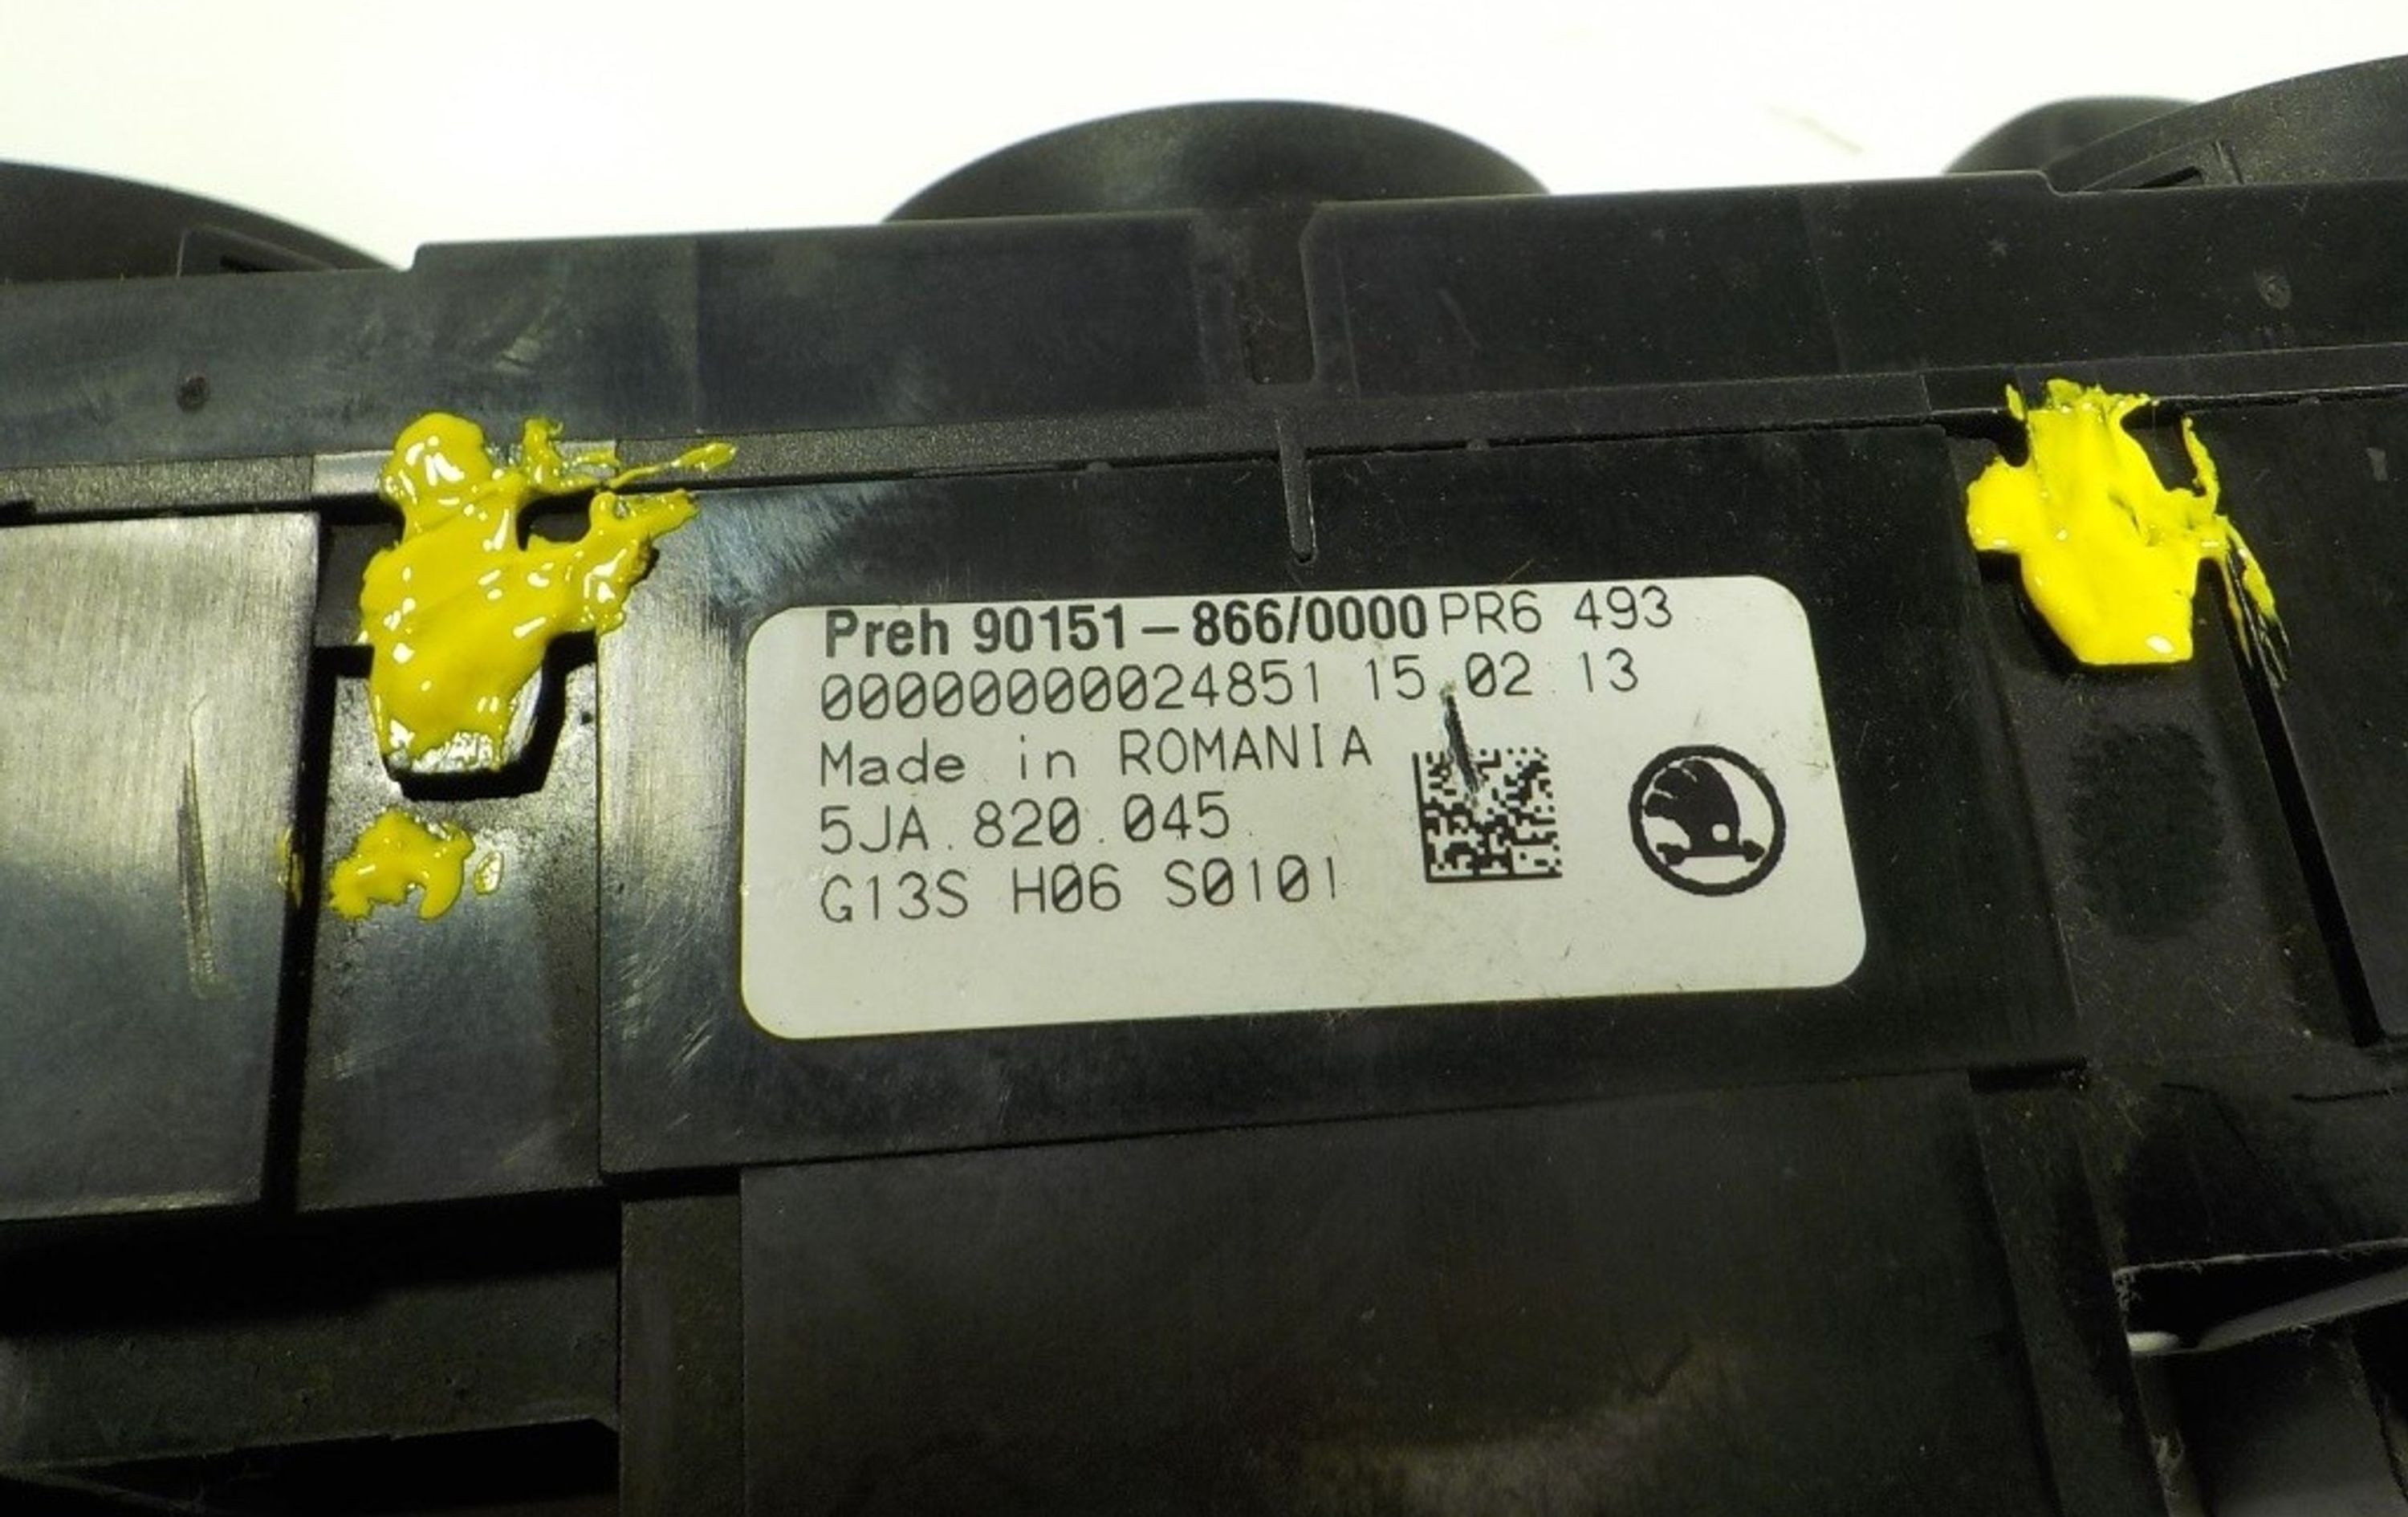 Preh 90151-866/0000 PR6 493
00000000024851 15.02.13
Made in ROMANIA
5JA.820.045
G13S H06 S0101